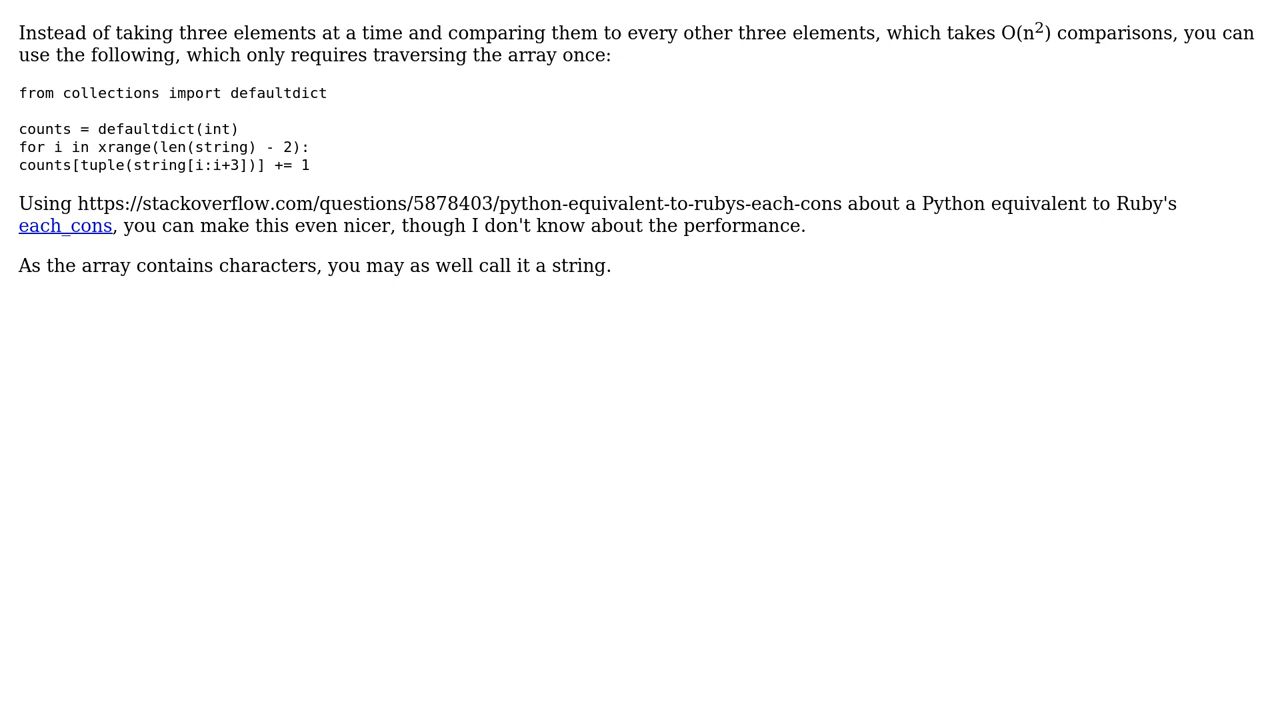 Instead of taking three elements at a time and comparing them to every other three elements, which takes O(n2) comparisons, you can
use the following, which only requires traversing the array once:
from collections import defaultdict
counts = defaultdict(int)
for i in xrange(len(string) - 2):
counts[tuple(string[i:i+3])] += 1
Using https://stackoverflow.com/questions/5878403/python-equivalent-to-rubys-each-cons about a Python equivalent to Ruby's
each_cons, you can make this even nicer, though I don't know about the performance.
As the array contains characters, you may as well call it a string.